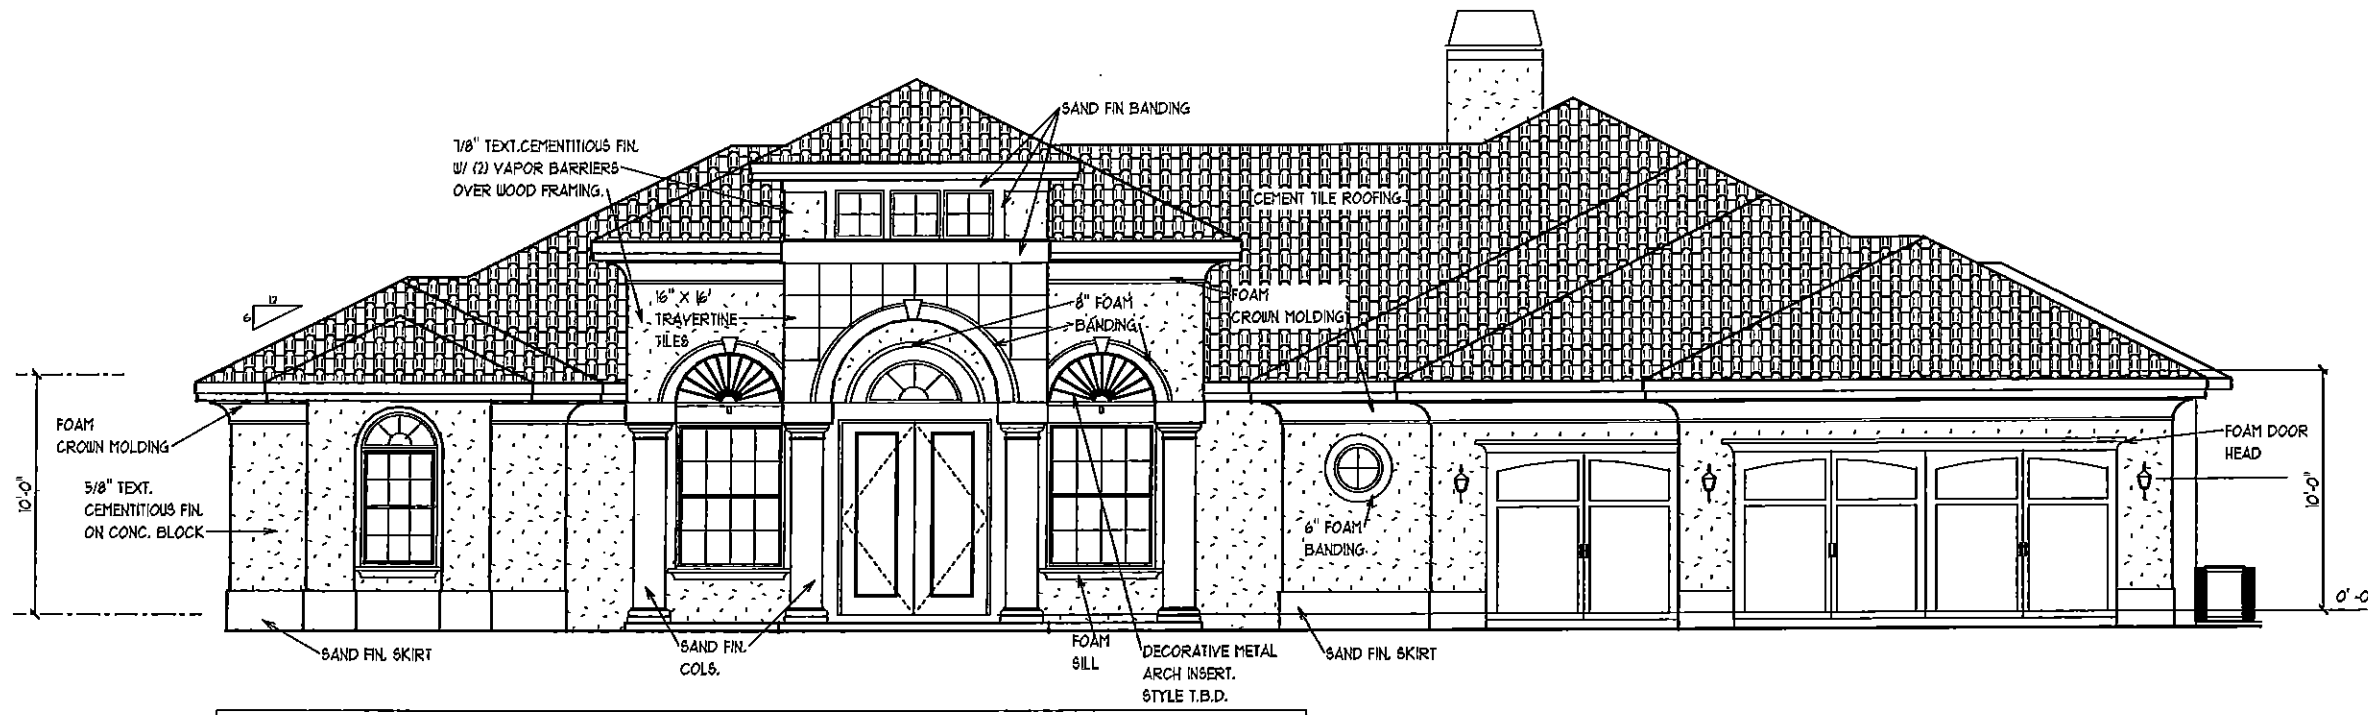 SAND FIN BANDING
7/8" TEXT.CEMENTITIOUS FIN.
W/ (2) VAPOR BARRIERS
OVER WOOD FRAMING.
CEMENT TILE ROOFING
12
6
16" X 16'
TRAVERTINE
TILES
8" FOAM
BANDING
FOAM
CROWN MOLDING
FOAM
CROWN MOLDING
10'-0"
5/8" TEXT.
CEMENTITIOUS FIN.
ON CONC. BLOCK
FOAM DOOR
HEAD
10'-0"
6" FOAM
BANDING
0' -0
SAND FIN. SKIRT
SAND FIN.
COLS.
FOAM
SILL
DECORATIVE METAL
ARCH INSERT.
STYLE T.B.D.
SAND FIN. SKIRT